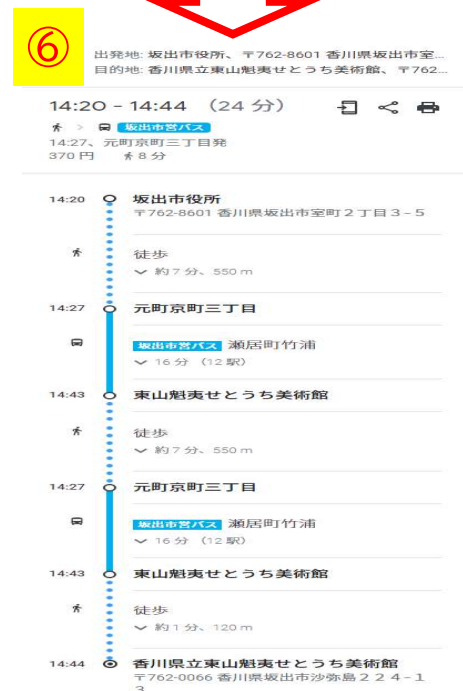 ⑥
出発地: 坂出市役所、〒762-8601 香川県坂出市室...
目的地: 香川県立東山魁夷せとうち美術館、〒762...
14:20 - 14:44 (24 分)
> 坂出市営バス
14:27、元町京町三丁目発
370 円 8 分
14:20 坂出市役所
〒762-8601 香川県坂出市室町２丁目３−５
徒歩
約 7 分、550 m
14:27 元町京町三丁目
坂出市営バス 瀬居町竹浦
16 分 (12 駅)
14:43 東山魁夷せとうち美術館
徒歩
約 7 分、550 m
14:27 元町京町三丁目
坂出市営バス 瀬居町竹浦
16 分 (12 駅)
14:43 東山魁夷せとうち美術館
徒歩
約 1 分、120 m
14:44 香川県立東山魁夷せとうち美術館
〒762-0066 香川県坂出市沙弥島２２４−１
３